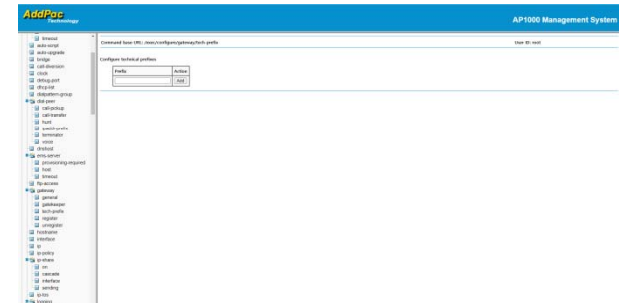 AddPac
Technology
AP1000 Management System
timeout
auto-script
auto-upgrade
bridge
call-diversion
clock
debug-port
dhcp-list
dialpattern-group
dial-peer
call-pickup
call-transfer
hunt
terminator
voice
dnshost
ems-server
provisioning-required
host
timeout
ftp-access
gateway
general
gatekeeper
tech-prefix
register
unregister
hostname
interface
ip
ip-policy
ip-share
on
cascade
interface
sending
ip-tos
logging
Command base URL: /exec/configure/gateway/tech-prefix
User ID: root
Configure technical prefixes
Prefix Action
Add